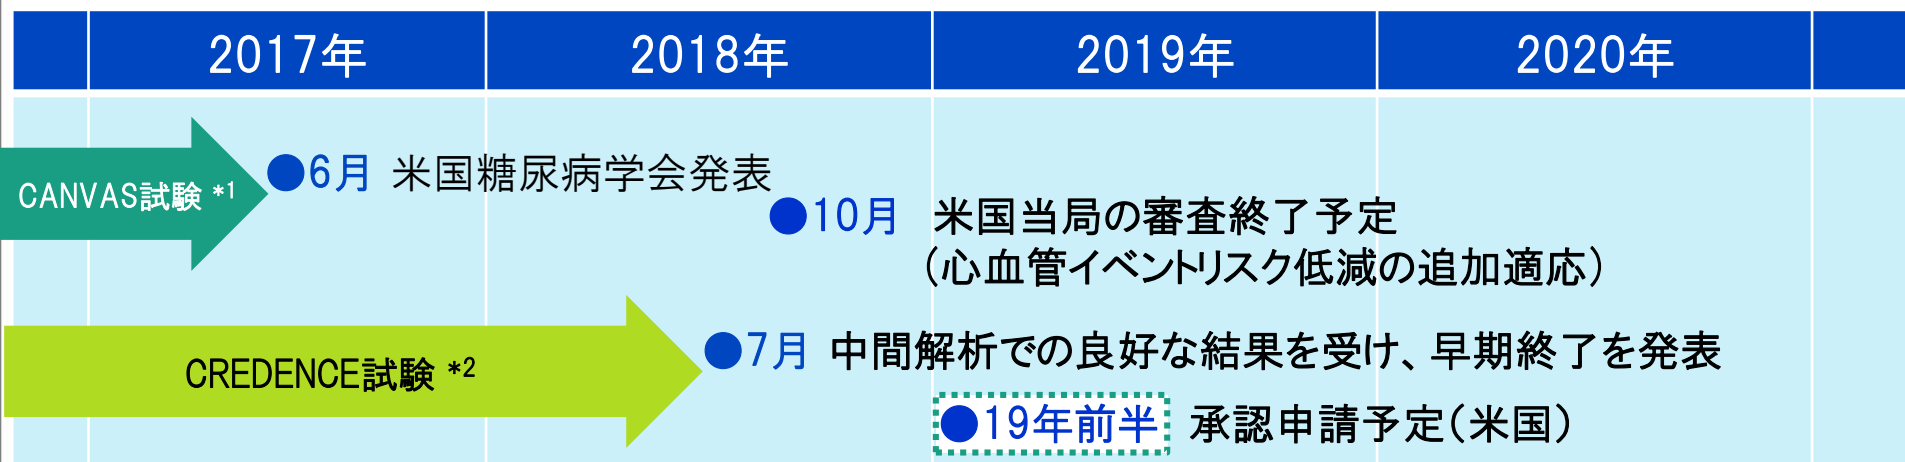 2017年 2018年 2019年 2020年
CANVAS試験 *1
●6月 米国糖尿病学会発表
●10月 米国当局の審査終了予定
（心血管イベントリスク低減の追加適応）
CREDENCE試験 *2
●7月 中間解析での良好な結果を受け、早期終了を発表
●19年前半 承認申請予定（米国）